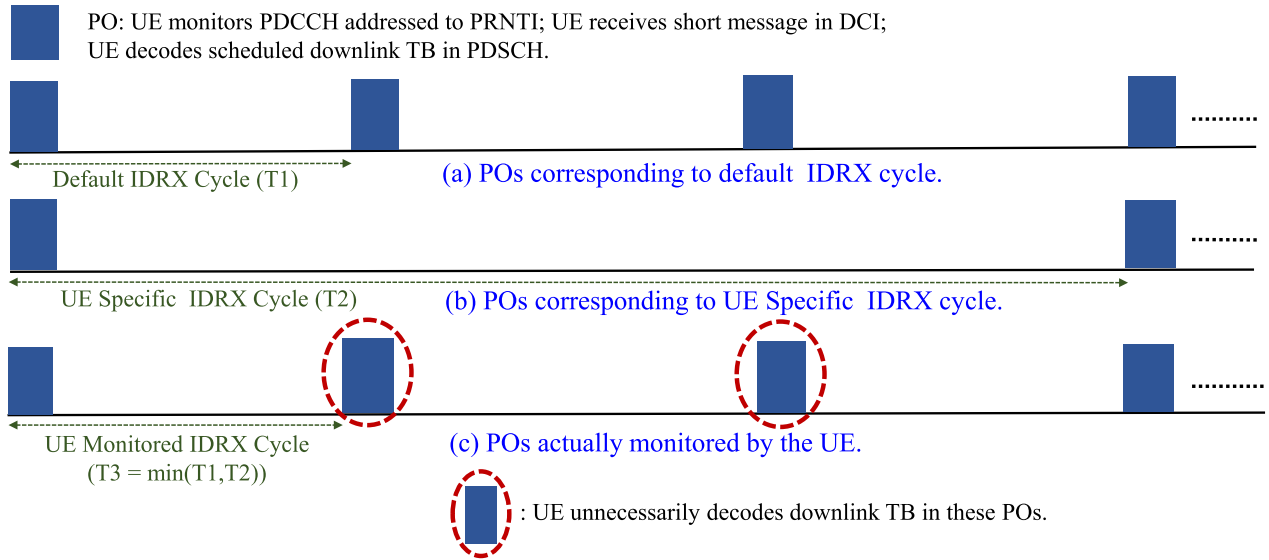 PO: UE monitors PDCCH addressed to PRNTI; UE receives short message in DCI;
UE decodes scheduled downlink TB in PDSCH.
Default IDRX Cycle (T1)
(a) POs corresponding to default IDRX cycle.
UE Specific IDRX Cycle (T2)
(b) POs corresponding to UE Specific IDRX cycle.
UE Monitored IDRX Cycle
(T3 = min(T1,T2))
(c) POs actually monitored by the UE.
: UE unnecessarily decodes downlink TB in these POs.